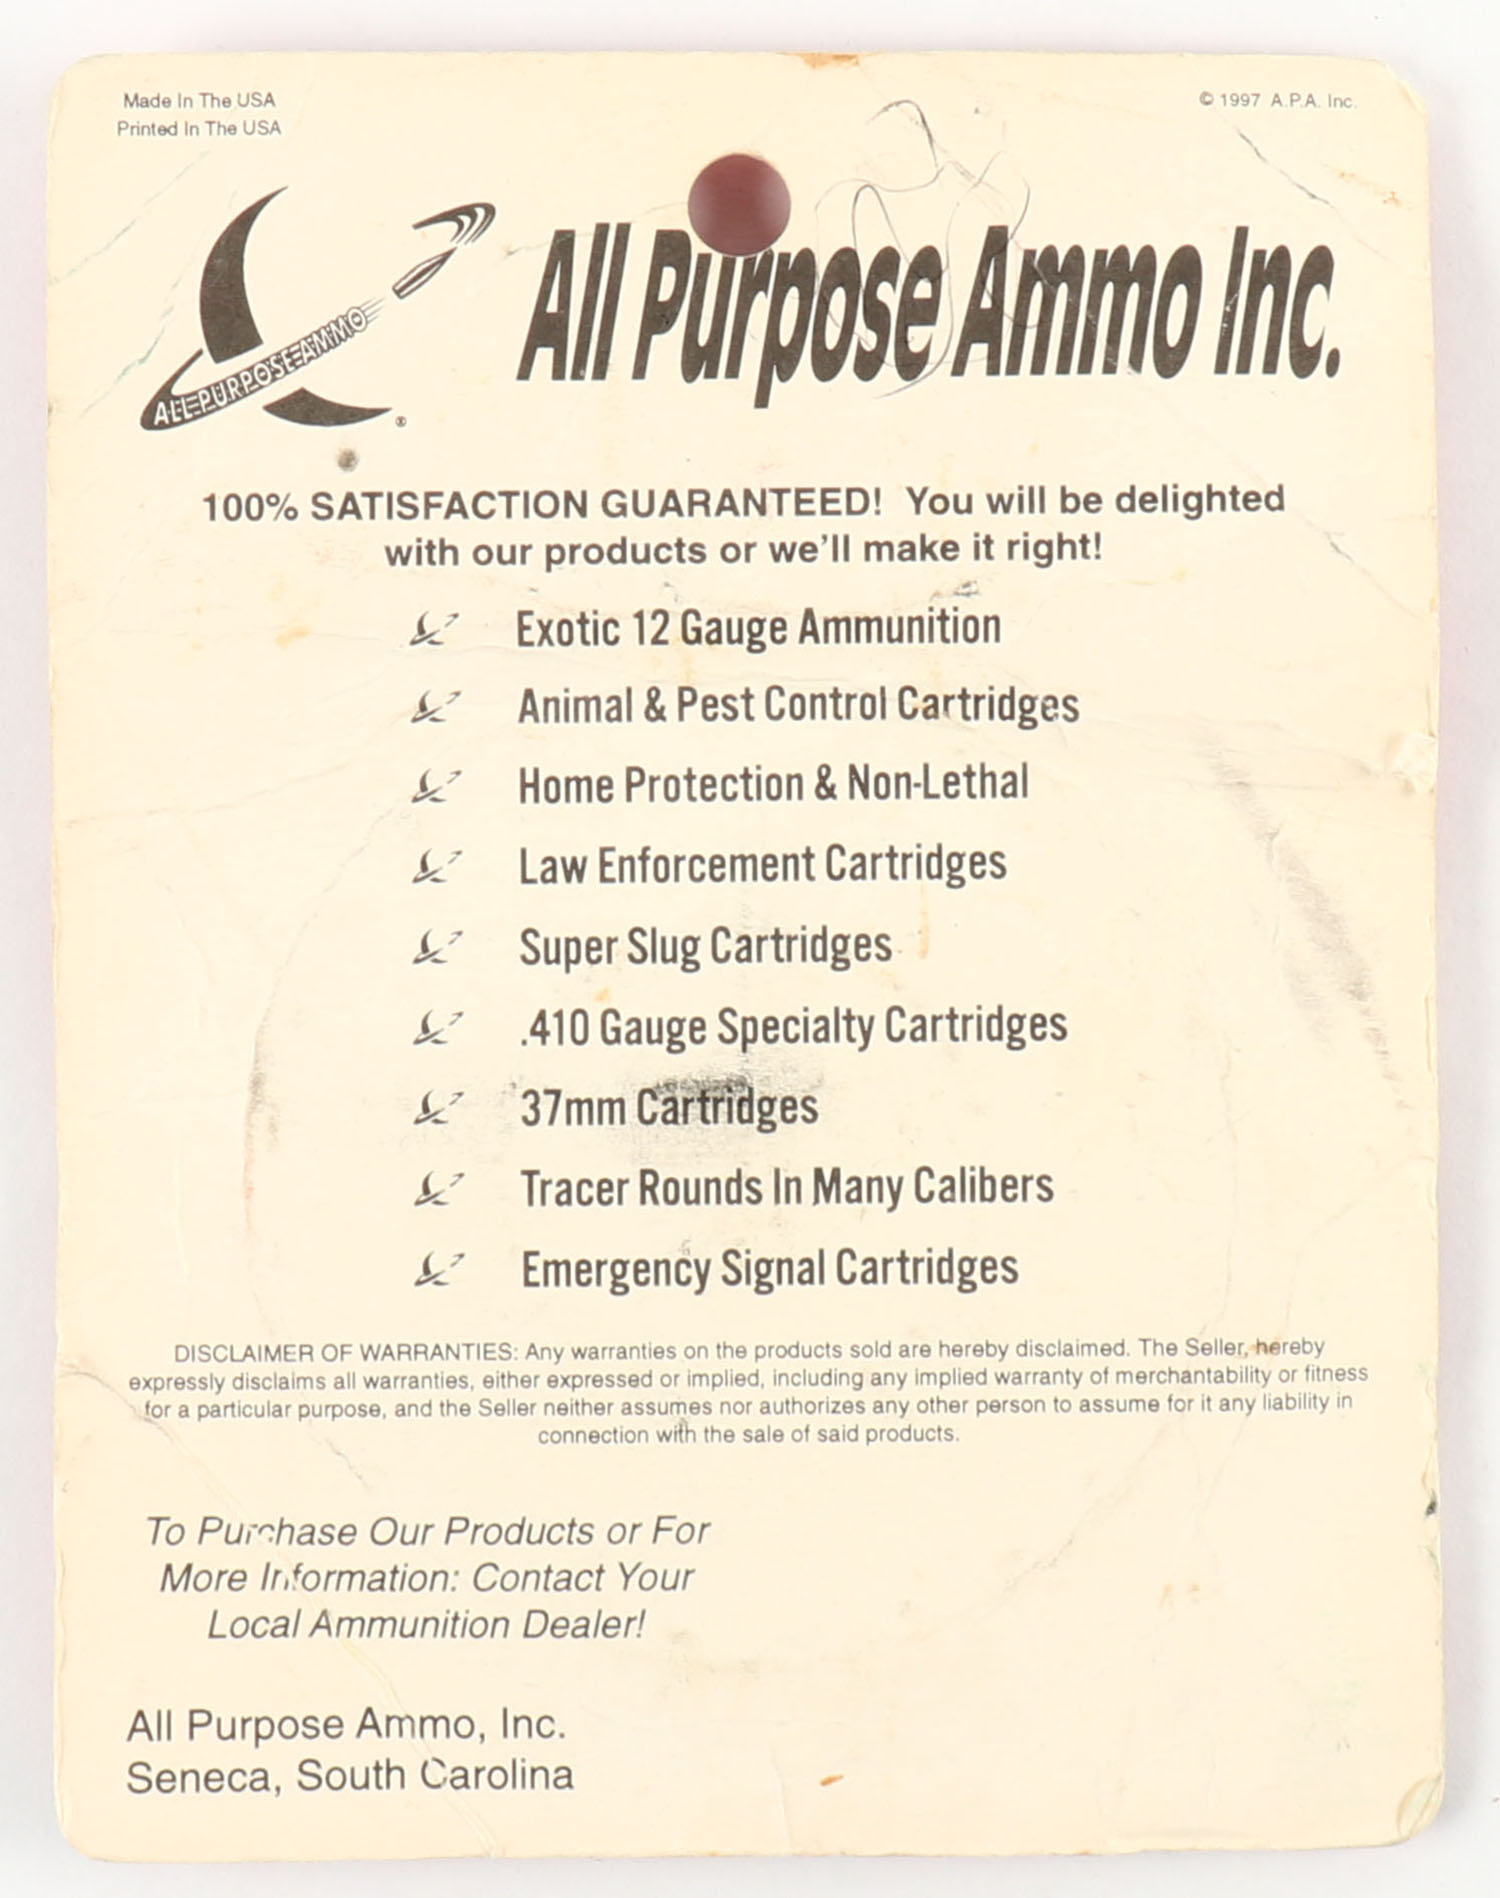 Made In The USA
Printed In The USA
© 1997 A.P.A. Inc.
ALL-PURPOSE-AMMO
®
All Purpose Ammo Inc.
100% SATISFACTION GUARANTEED! You will be delighted
with our products or we'll make it right!
Exotic 12 Gauge Ammunition
Animal & Pest Control Cartridges
Home Protection & Non-Lethal
Law Enforcement Cartridges
Super Slug Cartridges
.410 Gauge Specialty Cartridges
37mm Cartridges
Tracer Rounds In Many Calibers
Emergency Signal Cartridges
DISCLAIMER OF WARRANTIES: Any warranties on the products sold are hereby disclaimed. The Seller, hereby
expressly disclaims all warranties, either expressed or implied, including any implied warranty of merchantability or fitness
for a particular purpose, and the Seller neither assumes nor authorizes any other person to assume for it any liability in
connection with the sale of said products.
To Purchase Our Products or For
More Information: Contact Your
Local Ammunition Dealer!
All Purpose Ammo, Inc.
Seneca, South Carolina